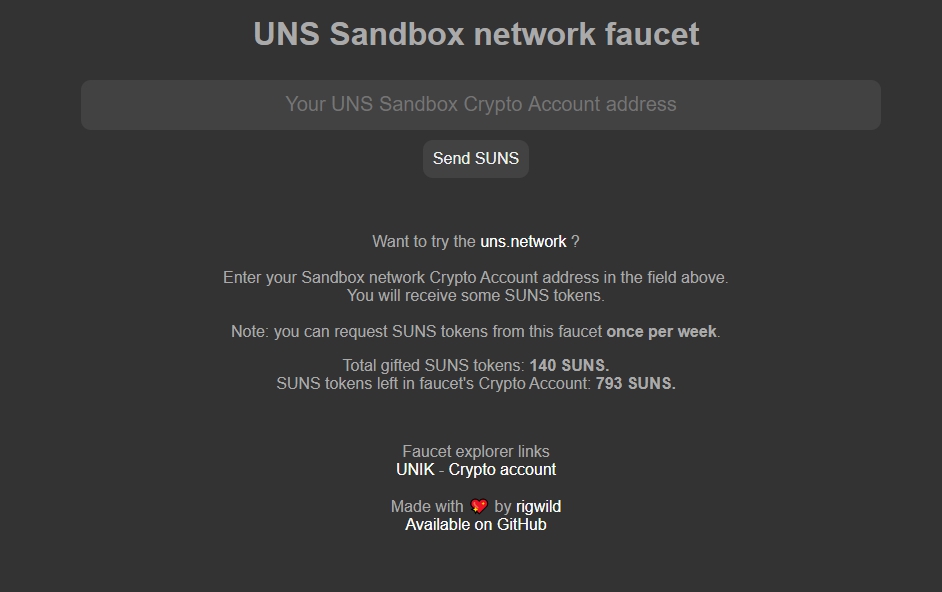 UNS Sandbox network faucet
Your UNS Sandbox Crypto Account address
Send SUNS
Want to try the uns.network ?
Enter your Sandbox network Crypto Account address in the field above.
You will receive some SUNS tokens.
Note: you can request SUNS tokens from this faucet once per week.
Total gifted SUNS tokens: 140 SUNS.
SUNS tokens left in faucet's Crypto Account: 793 SUNS.
Faucet explorer links
UNIK - Crypto account
Made with 💖 by rigwild
Available on GitHub